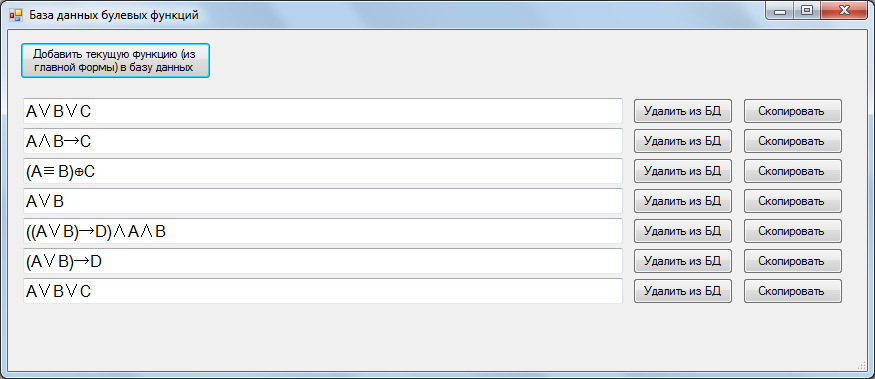 База данных булевых функций
Добавить текущую функцию (из
главной формы) в базу данных
A∨B∨C Удалить из БД Скопировать
A∧B→C Удалить из БД Скопировать
(A≡B)⊕C Удалить из БД Скопировать
A∨B Удалить из БД Скопировать
((A∨B)→D)∧A∧B Удалить из БД Скопировать
(A∨B)→D Удалить из БД Скопировать
A∨B∨C Удалить из БД Скопировать